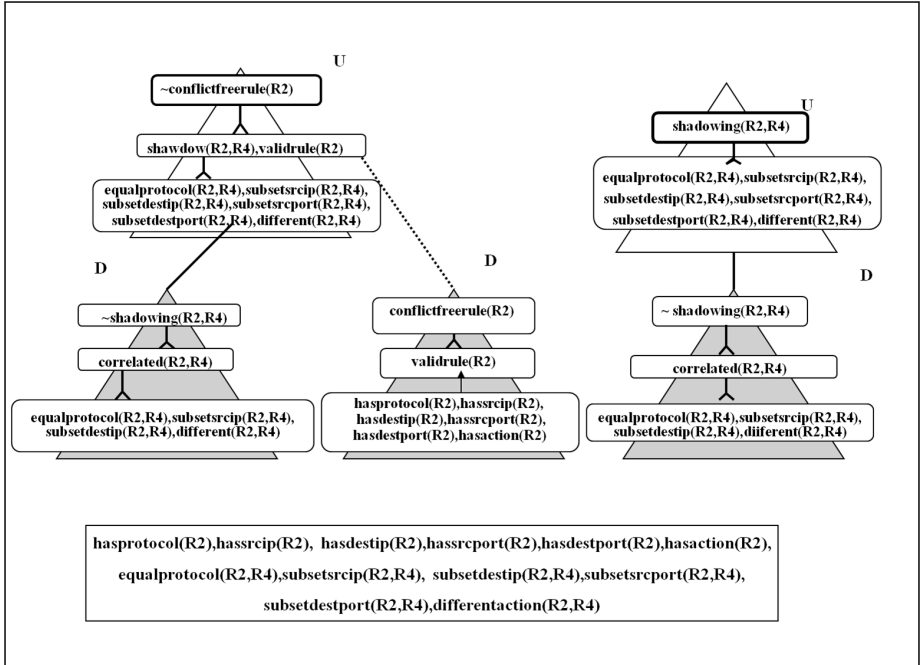 U
~conflictfreerule(R2)
shawdow(R2,R4),validrule(R2)
equalprotocol(R2,R4),subsetsrcip(R2,R4),
subsetdestip(R2,R4),subsetsrcport(R2,R4),
subsetdestport(R2,R4),different(R2,R4)
D
~shadowing(R2,R4)
correlated(R2,R4)
equalprotocol(R2,R4),subsetsrcip(R2,R4),
subsetdestip(R2,R4),different(R2,R4)
D
conflictfreerule(R2)
validrule(R2)
hasprotocol(R2),hassrcip(R2),
hasdestip(R2),hassrcport(R2),
hasdestport(R2),hasaction(R2)
U
shadowing(R2,R4)
equalprotocol(R2,R4),subsetsrcip(R2,R4),
subsetdestip(R2,R4),subsetsrcport(R2,R4),
subsetdestport(R2,R4),different(R2,R4)
D
~ shadowing(R2,R4)
correlated(R2,R4)
equalprotocol(R2,R4),subsetsrcip(R2,R4),
subsetdestip(R2,R4),diifferent(R2,R4)
hasprotocol(R2),hassrcip(R2), hasdestip(R2),hassrcport(R2),hasdestport(R2),hasaction(R2),
equalprotocol(R2,R4),subsetsrcip(R2,R4), subsetdestip(R2,R4),subsetsrcport(R2,R4),
subsetdestport(R2,R4),differentaction(R2,R4)